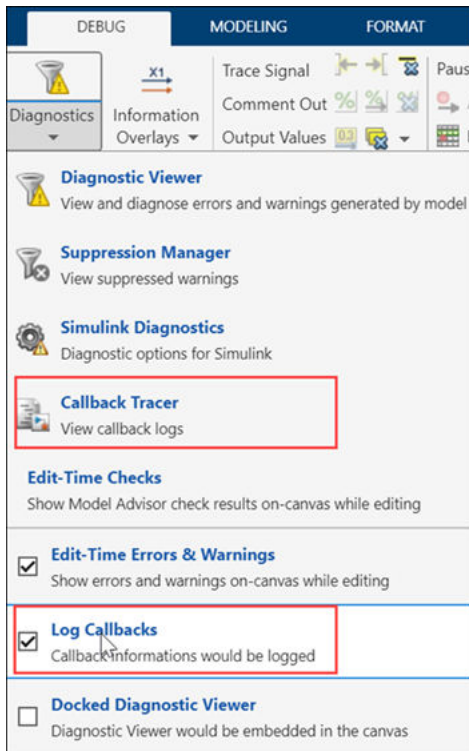 DEBUG MODELING FORMAT
X1
Trace Signal
Comment Out % % %
Diagnostics Information
Overlays
Output Values 0.3
Diagnostic Viewer
View and diagnose errors and warnings generated by model
Suppression Manager
View suppressed warnings
Simulink Diagnostics
Diagnostic options for Simulink
Callback Tracer
View callback logs
Edit-Time Checks
Show Model Advisor check results on-canvas while editing
Edit-Time Errors & Warnings
Show errors and warnings on-canvas while editing
Log Callbacks
Callback informations would be logged
Docked Diagnostic Viewer
Diagnostic Viewer would be embedded in the canvas